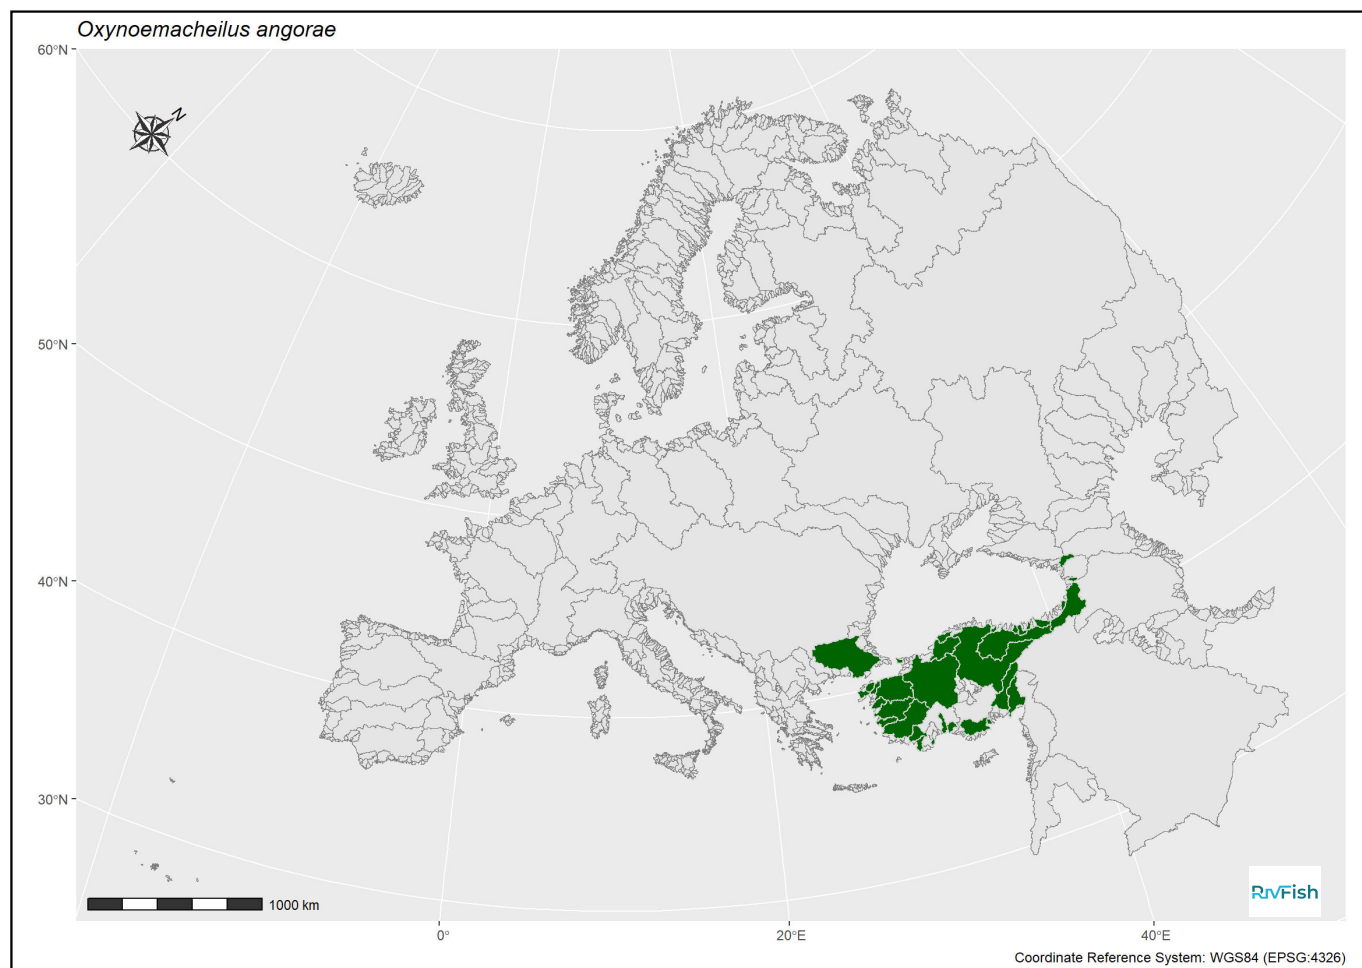 Oxynoemacheilus angorae
60°N
N
50°N
40°N
30°N
1000 km
RivFish
0°
20°E
40°E
Coordinate Reference System: WGS84 (EPSG:4326)